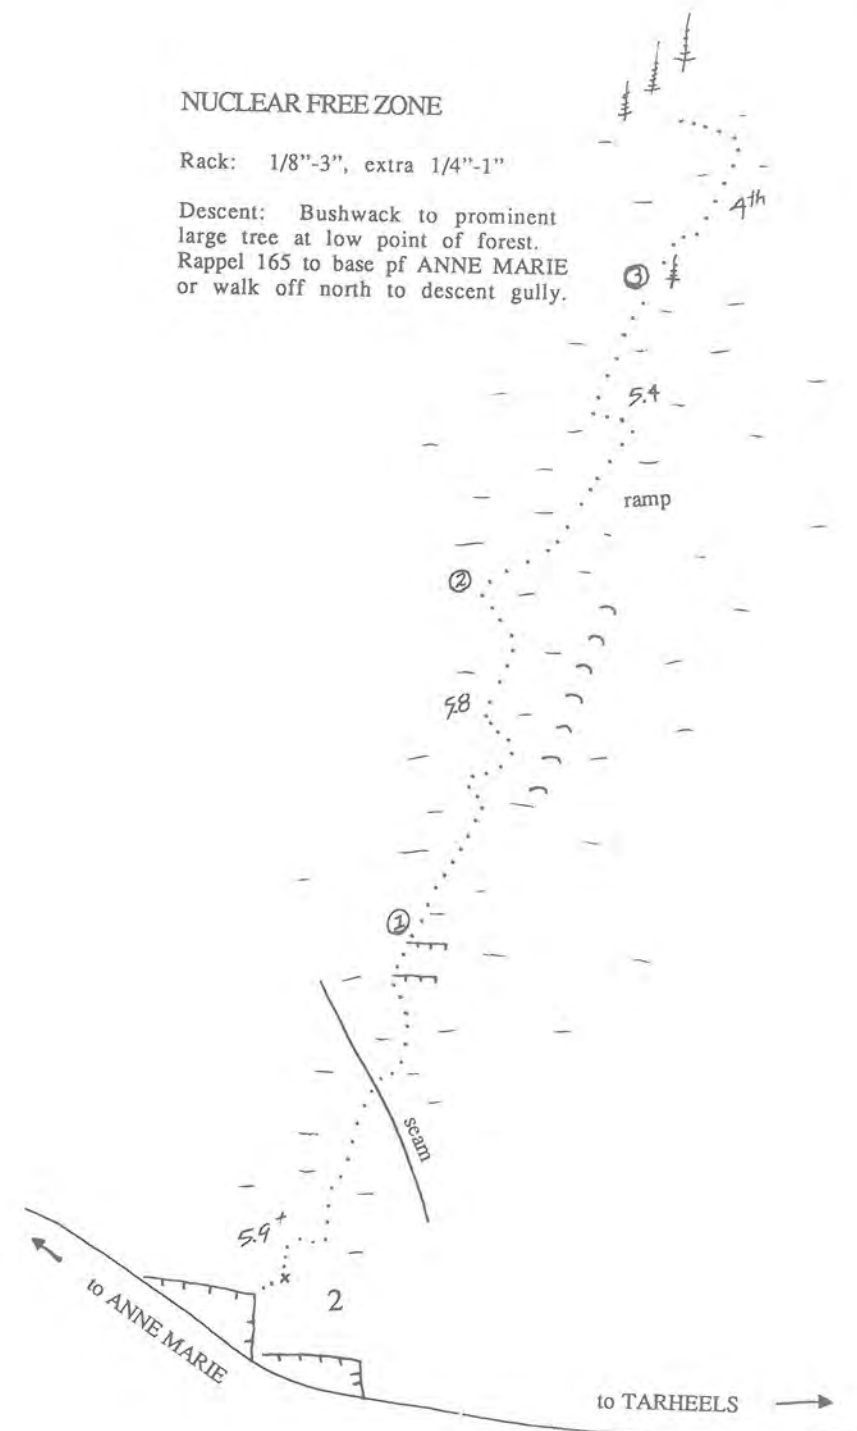 NUCLEAR FREE ZONE
Rack: 1/8"-3", extra 1/4"-1"
Descent: Bushwack to prominent
large tree at low point of forest.
Rappel 165 to base pf ANNE MARIE
or walk off north to descent gully.
4th
3
5.4
ramp
2
5.8
1
seam
5.9+
x
2
to ANNE MARIE
to TARHEELS